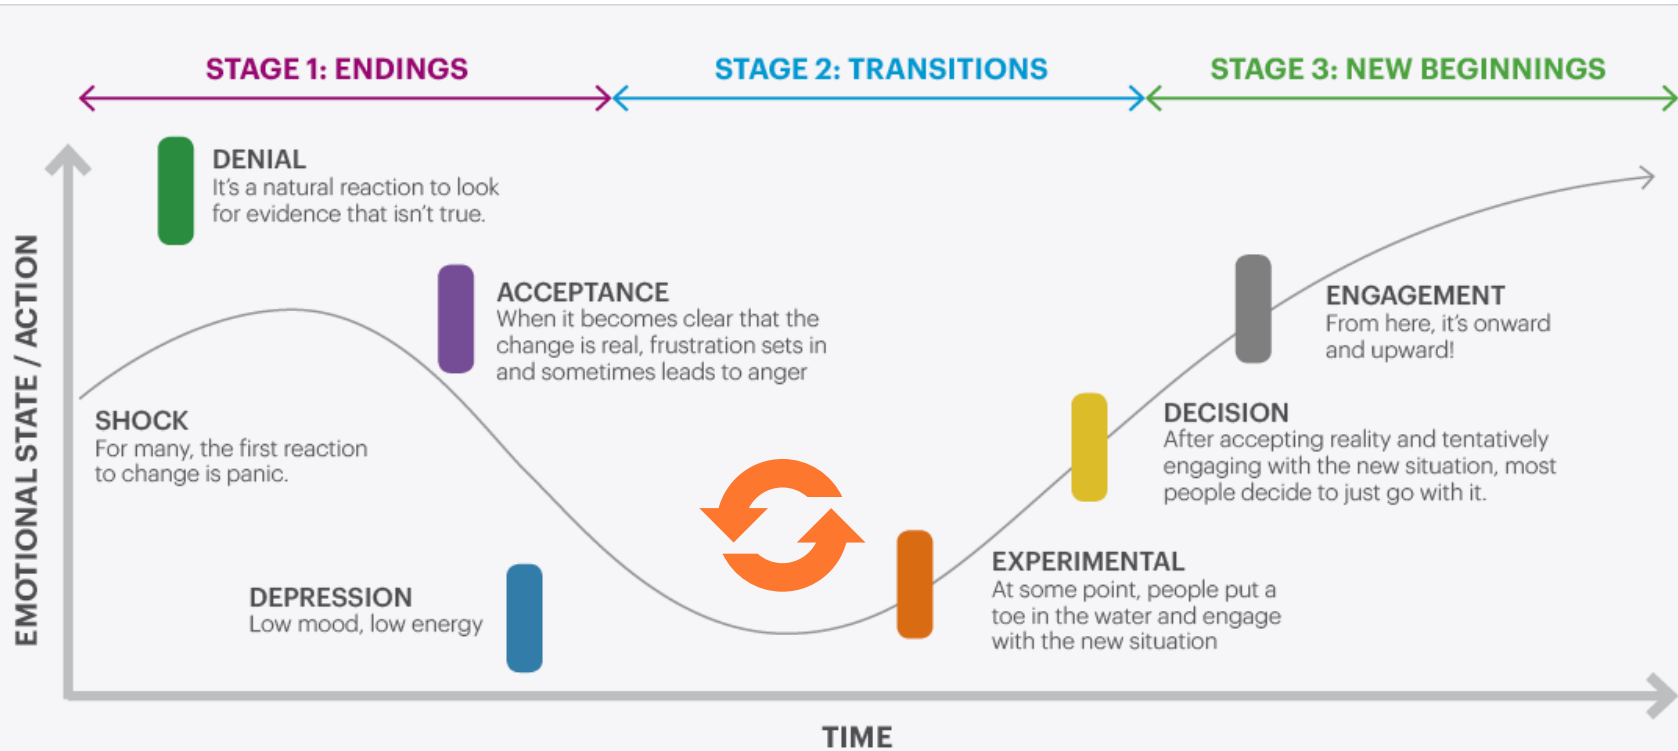 STAGE 1: ENDINGS
STAGE 2: TRANSITIONS
STAGE 3: NEW BEGINNINGS
DENIAL
It's a natural reaction to look
for evidence that isn't true.
ACCEPTANCE
When it becomes clear that the
change is real, frustration sets in
and sometimes leads to anger
ENGAGEMENT
From here, it's onward
and upward!
SHOCK
For many, the first reaction
to change is panic.
DECISION
After accepting reality and tentatively
engaging with the new situation, most
people decide to just go with it.
DEPRESSION
Low mood, low energy
EXPERIMENTAL
At some point, people put a
toe in the water and engage
with the new situation
EMOTIONAL STATE / ACTION
TIME